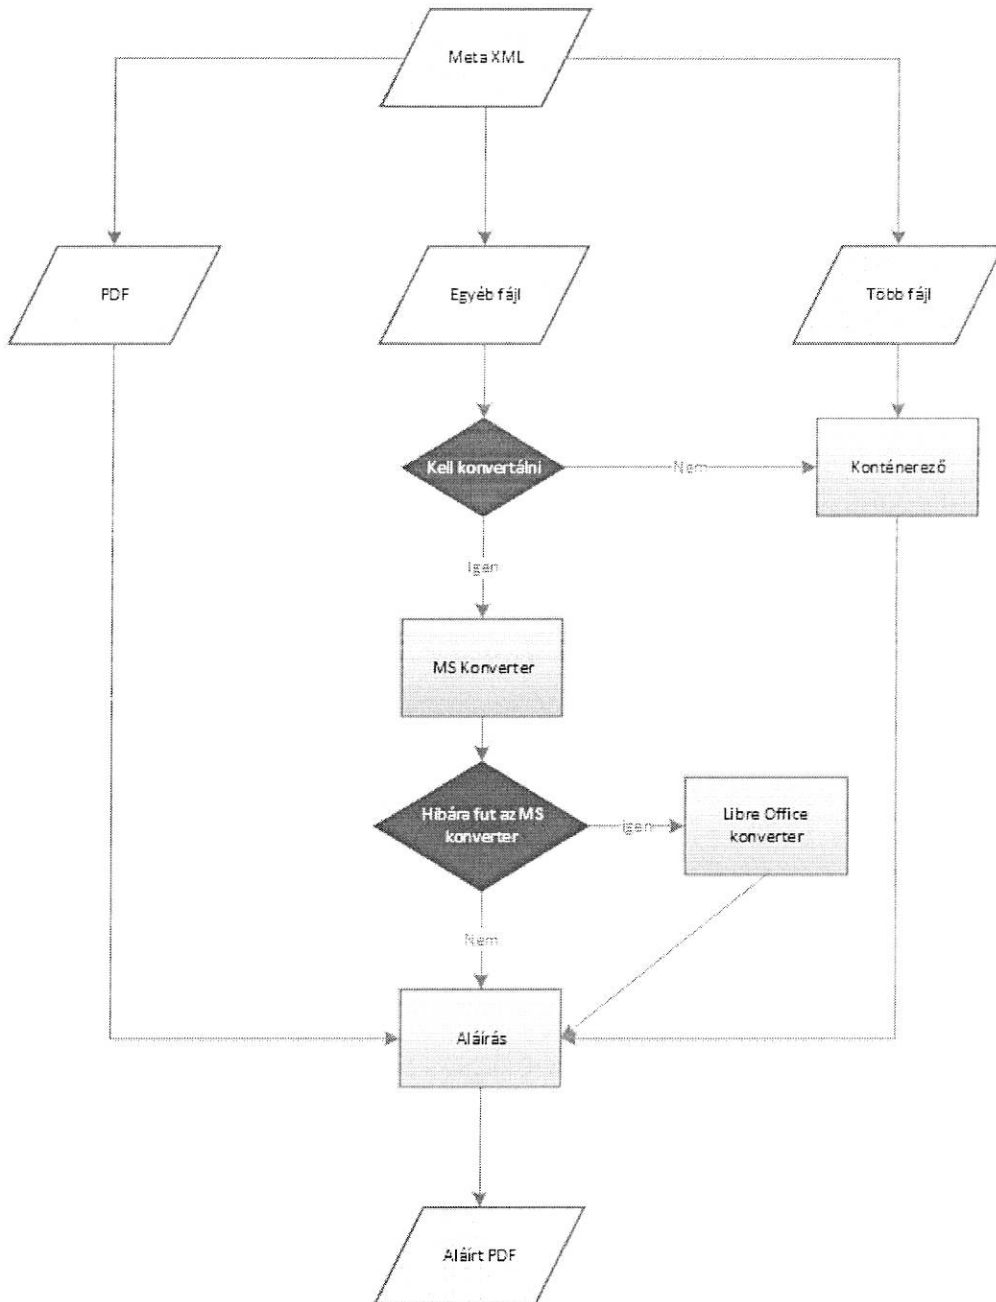 Meta XML
PDF
Egyéb fájl
Több fájl
Kell konvertálni
Nem
Konténerező
Igen
MS Konverter
Hibára fut az MS
konverter
Igen
Libre Office
konverter
Nem
Aláírás
Aláírt PDF